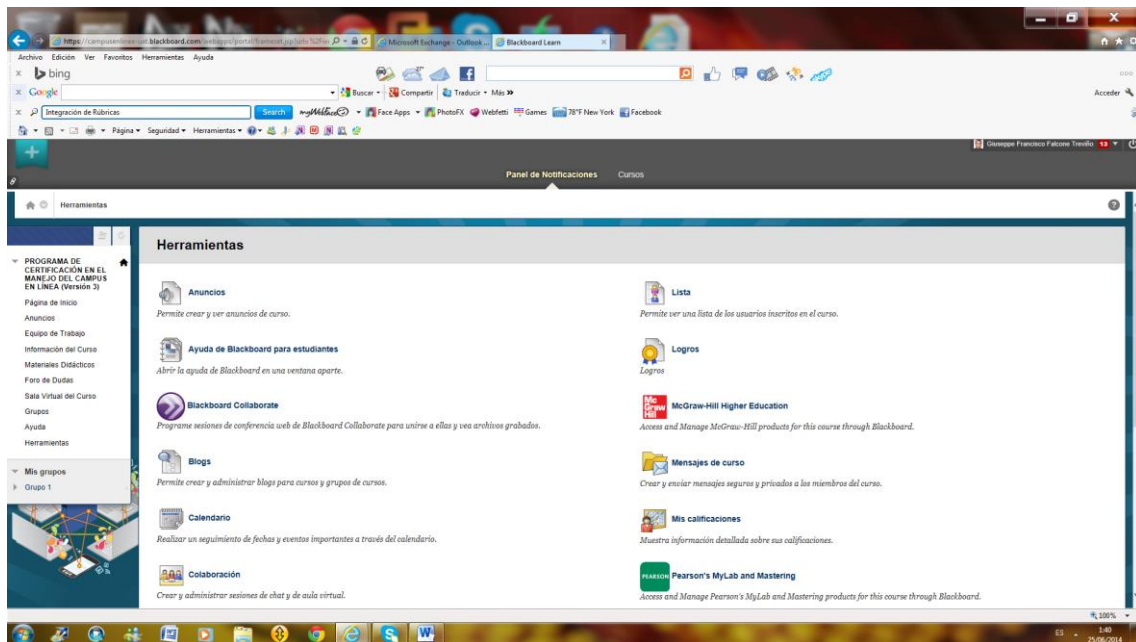 Microsoft Exchange - Outlook ...
Blackboard Learn
Archivo Edición Ver Favoritos Herramientas Ayuda
bing
Google
Buscar
Compartir
Traducir
Más »
Acceder
Integración de Rúbricas
Search
Face Apps
PhotoFX
Webfetti
Games
78°F New York
Facebook
Página
Seguridad
Herramientas
Giuseppe Francisco Falcone Treviño 13
Panel de Notificaciones
Cursos
Herramientas
Herramientas
PROGRAMA DE
CERTIFICACIÓN EN EL
MANEJO DEL CAMPUS
EN LÍNEA (Versión 3)
Página de Inicio
Anuncios
Equipo de Trabajo
Información del Curso
Materiales Didácticos
Foro de Dudas
Sala Virtual del Curso
Grupos
Ayuda
Herramientas
Mis grupos
Grupo 1
Anuncios
Permite crear y ver anuncios de curso.
Ayuda de Blackboard para estudiantes
Abrir la ayuda de Blackboard en una ventana aparte.
Blackboard Collaborate
Programe sesiones de conferencia web de Blackboard Collaborate para unirse a ellas y vea archivos grabados.
Blogs
Permite crear y administrar blogs para cursos y grupos de cursos.
Calendario
Realizar un seguimiento de fechas y eventos importantes a través del calendario.
Colaboración
Crear y administrar sesiones de chat y de aula virtual.
Lista
Permite ver una lista de los usuarios inscritos en el curso.
Logros
Logros
Mc
Graw
Hill
McGraw-Hill Higher Education
Access and Manage McGraw-Hill products for this course through Blackboard.
Mensajes de curso
Crear y enviar mensajes seguros y privados a los miembros del curso.
Mis calificaciones
Muestra información detallada sobre sus calificaciones.
PEARSON
Pearson's MyLab and Mastering
Access and Manage Pearson's MyLab and Mastering products for this course through Blackboard.
100%
ES
1:40
25/06/2014